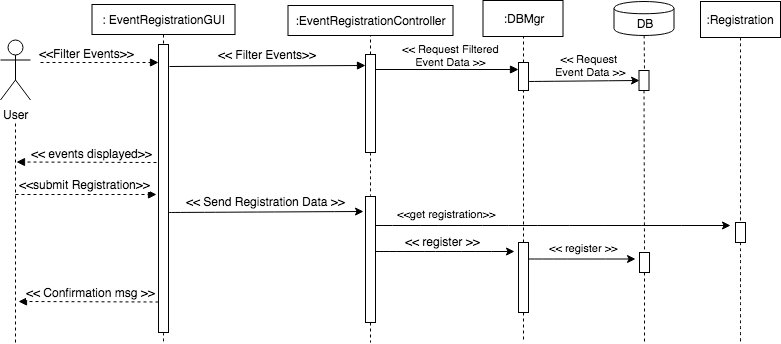 : EventRegistrationGUI
:EventRegistrationController
:DBMgr
DB
:Registration
<<Filter Events>>
<< Filter Events>>
<< Request Filtered
Event Data >>
<< Request
Event Data >>
User
<< events displayed>>
<<submit Registration>>
<< Send Registration Data >>
<<get registration>>
<< register >>
<< register >>
<< Confirmation msg >>